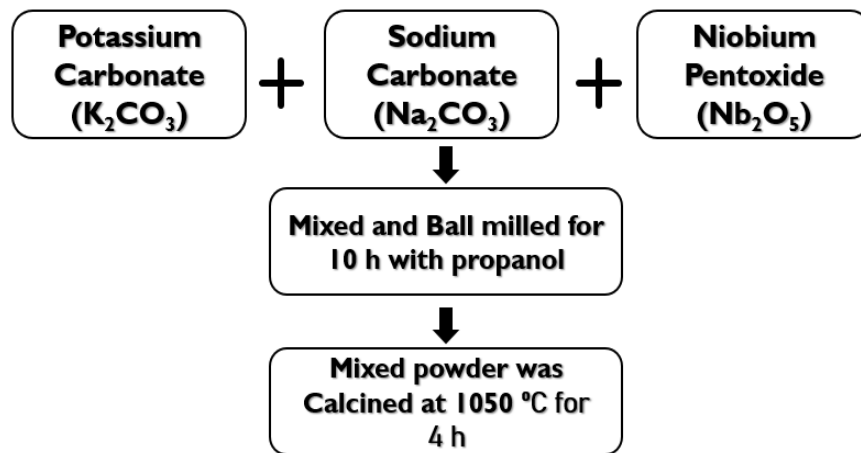 Potassium
Carbonate
(K₂CO₃)
+
Sodium
Carbonate
(Na₂CO₃)
+
Niobium
Pentoxide
(Nb₂O₅)
Mixed and Ball milled for
10 h with propanol
Mixed powder was
Calcined at 1050 ⁰C for
4 h